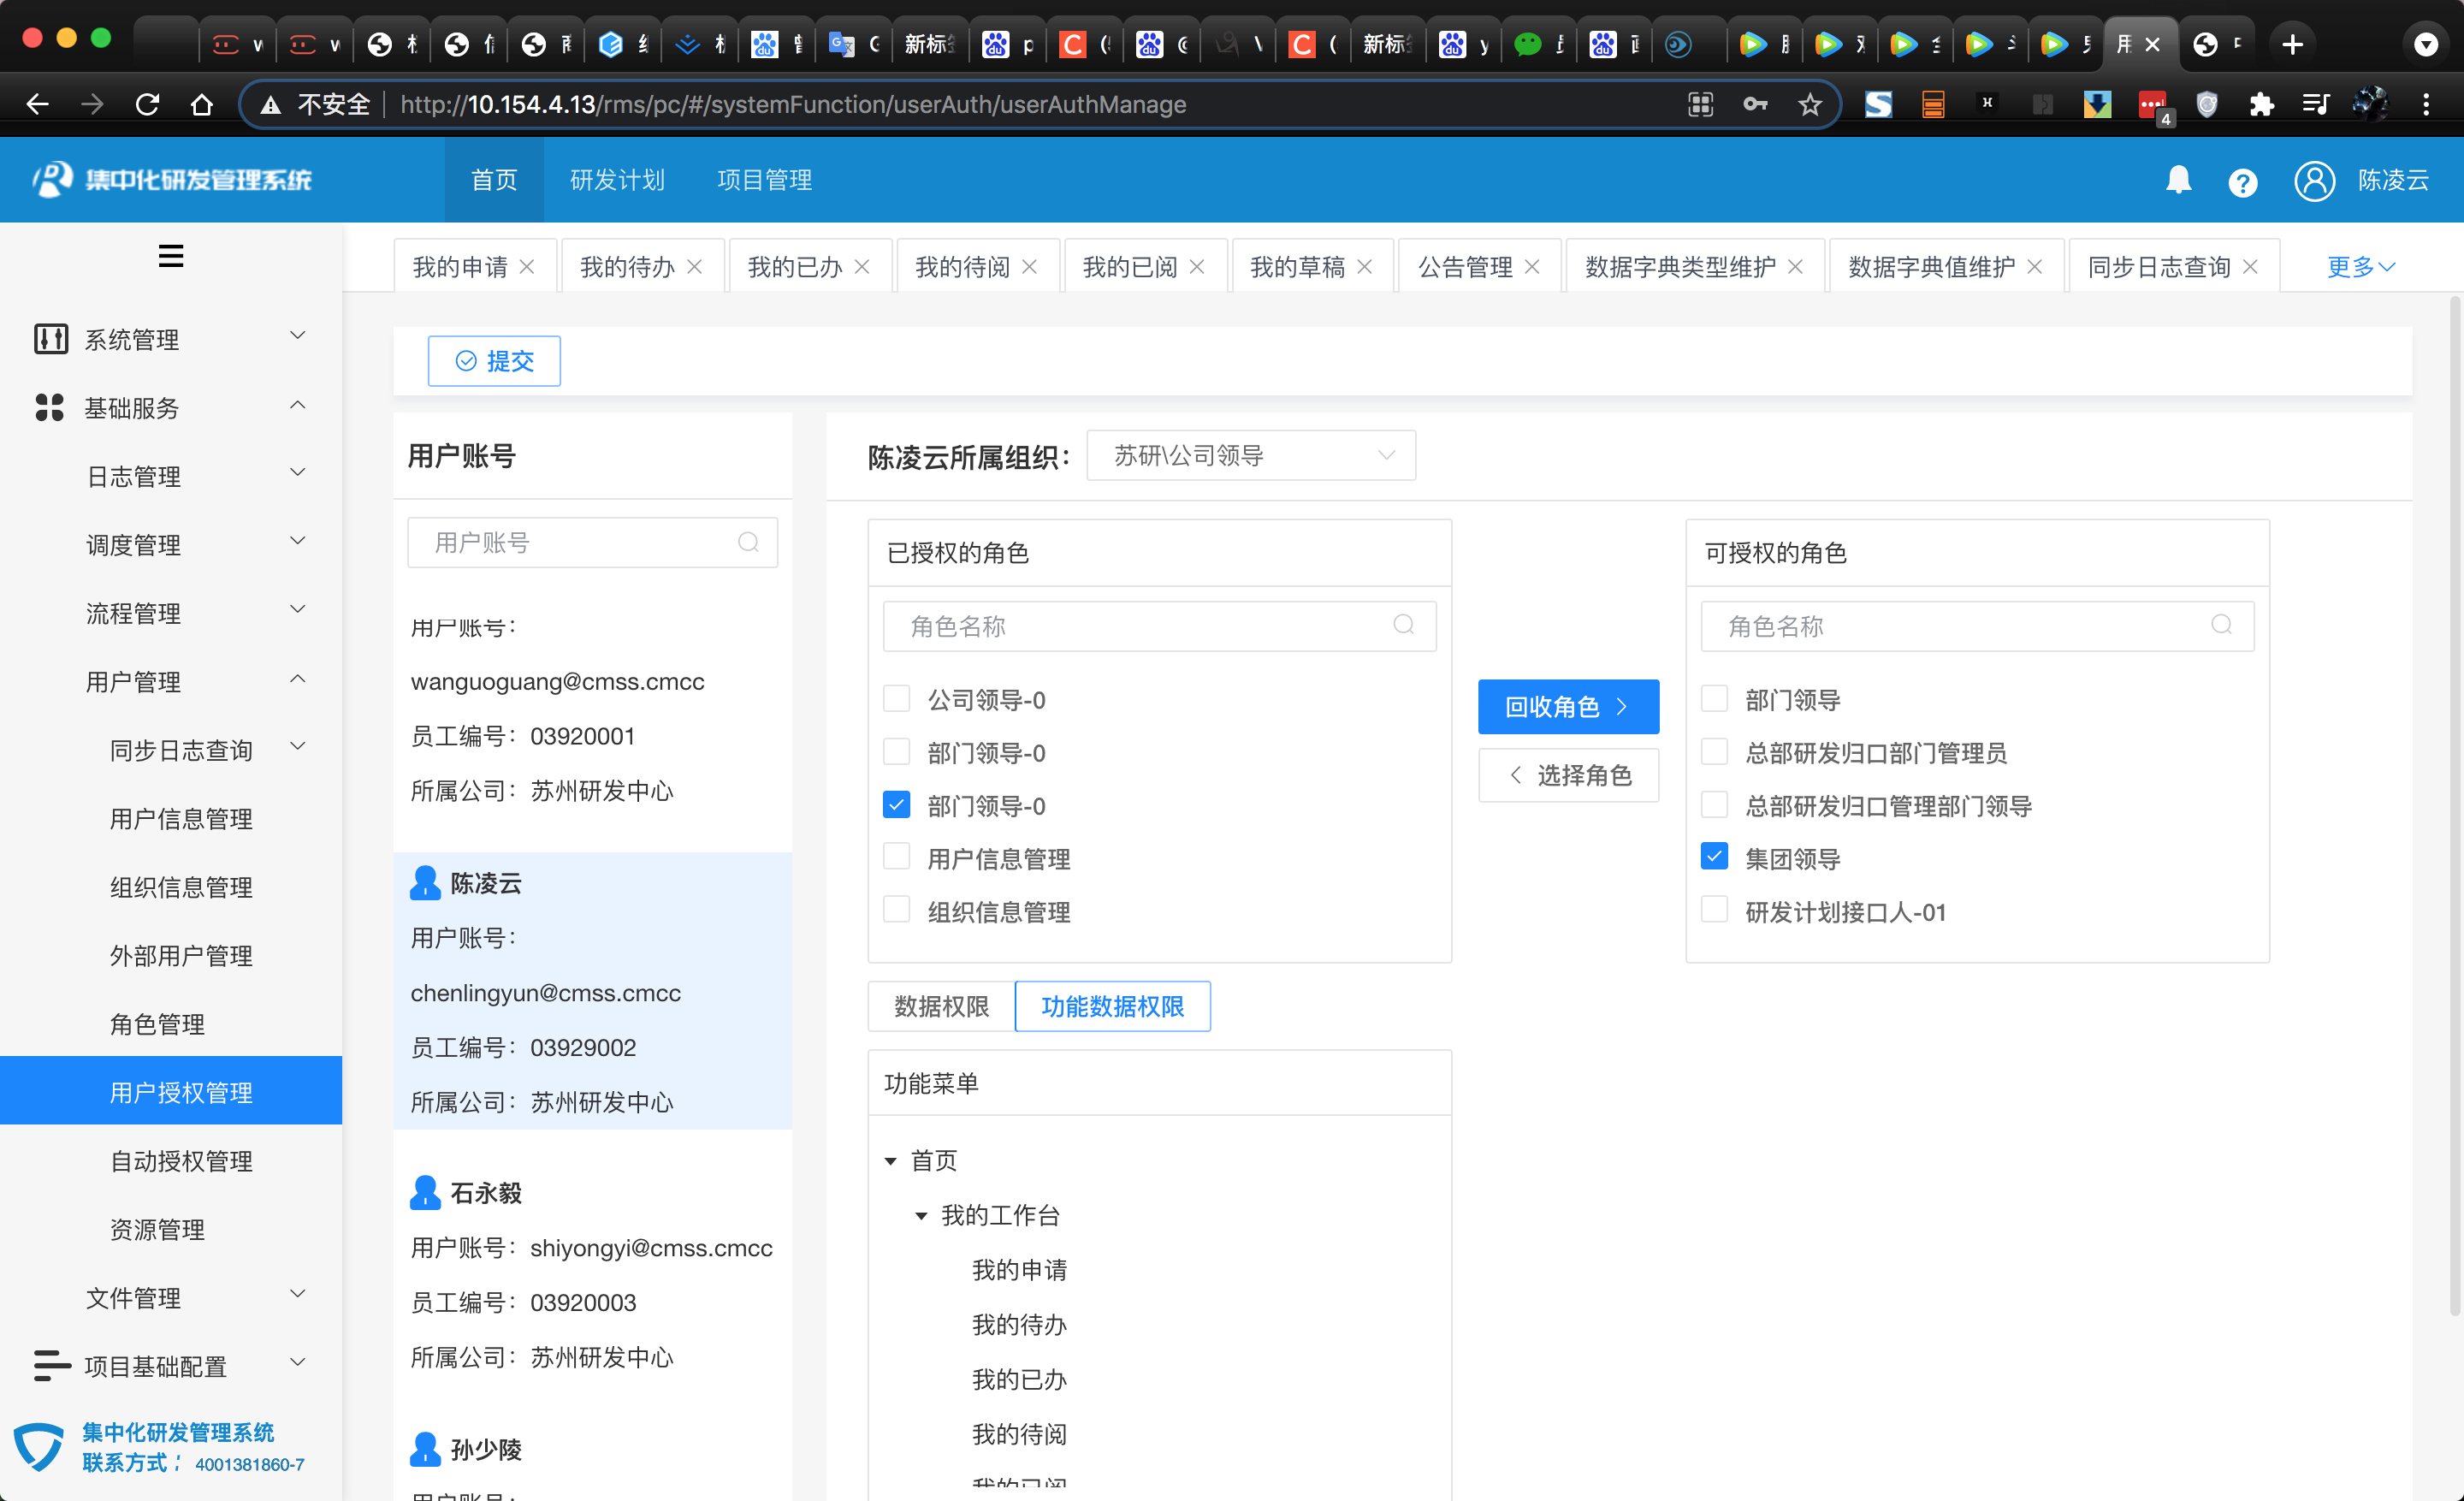 新标
新标
不安全
http://10.154.4.13/rms/pc/#/systemFunction/userAuth/userAuthManage
4
集中化研发管理系统
首页
研发计划
项目管理
陈凌云
我的申请
我的待办
我的已办
我的待阅
我的已阅
我的草稿
公告管理
数据字典类型维护
数据字典值维护
同步日志查询
更多
系统管理
基础服务
日志管理
调度管理
流程管理
用户管理
同步日志查询
用户信息管理
组织信息管理
外部用户管理
角色管理
用户授权管理
自动授权管理
资源管理
文件管理
项目基础配置
集中化研发管理系统
联系方式： 4001381860-7
提交
用户账号
用户账号
用户账号：
wanguoguang@cmss.cmcc
员工编号：03920001
所属公司：苏州研发中心
陈凌云
用户账号：
chenlingyun@cmss.cmcc
员工编号：03929002
所属公司：苏州研发中心
石永毅
用户账号：shiyongyi@cmss.cmcc
员工编号：03920003
所属公司：苏州研发中心
孙少陵
用户账号：
陈凌云所属组织：
苏研\公司领导
已授权的角色
角色名称
公司领导-0
部门领导-0
部门领导-0
用户信息管理
组织信息管理
回收角色
选择角色
可授权的角色
角色名称
部门领导
总部研发归口部门管理员
总部研发归口管理部门领导
集团领导
研发计划接口人-01
数据权限
功能数据权限
功能菜单
首页
我的工作台
我的申请
我的待办
我的已办
我的待阅
我的已阅